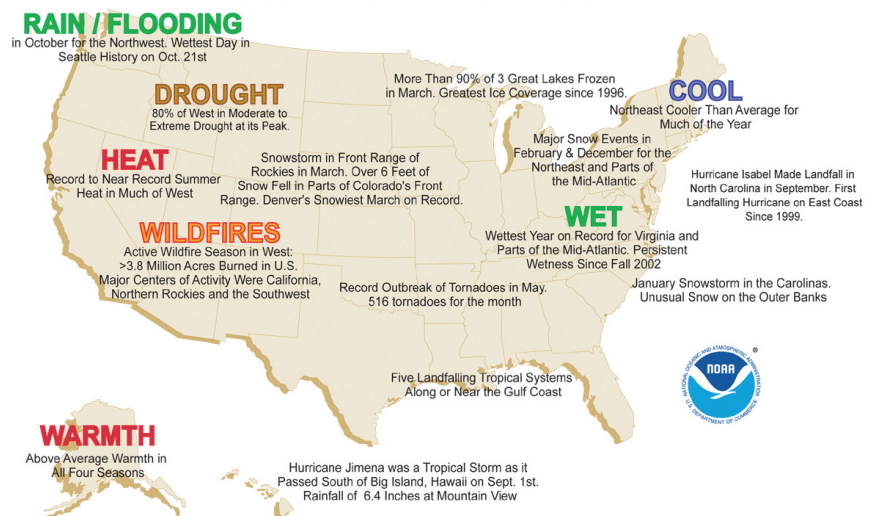 RAIN / FLOODING
in October for the Northwest. Wettest Day in
Seattle History on Oct. 21st
DROUGHT
80% of West in Moderate to
Extreme Drought at its Peak.
More Than 90% of 3 Great Lakes Frozen
in March. Greatest Ice Coverage since 1996.
COOL
Northeast Cooler Than Average for
Much of the Year
HEAT
Record to Near Record Summer
Heat in Much of West
Snowstorm in Front Range of
Rockies in March. Over 6 Feet of
Snow Fell in Parts of Colorado's Front
Range. Denver's Snowiest March on Record.
Major Snow Events in
February & December for the
Northeast and Parts of
the Mid-Atlantic
Hurricane Isabel Made Landfall in
North Carolina in September. First
Landfalling Hurricane on East Coast
Since 1999.
WILDFIRES
Active Wildfire Season in West:
>3.8 Million Acres Burned in U.S.
Major Centers of Activity Were California,
Northern Rockies and the Southwest
WET
Wettest Year on Record for Virginia and
Parts of the Mid-Atlantic. Persistent
Wetness Since Fall 2002
Record Outbreak of Tornadoes in May.
516 tornadoes for the month
January Snowstorm in the Carolinas.
Unusual Snow on the Outer Banks
Five Landfalling Tropical Systems
Along or Near the Gulf Coast
NATIONAL OCEANIC AND ATMOSPHERIC ADMINISTRATION
NOAA
U.S. DEPARTMENT OF COMMERCE
©
WARMTH
Above Average Warmth in
All Four Seasons
Hurricane Jimena was a Tropical Storm as it
Passed South of Big Island, Hawaii on Sept. 1st.
Rainfall of 6.4 Inches at Mountain View